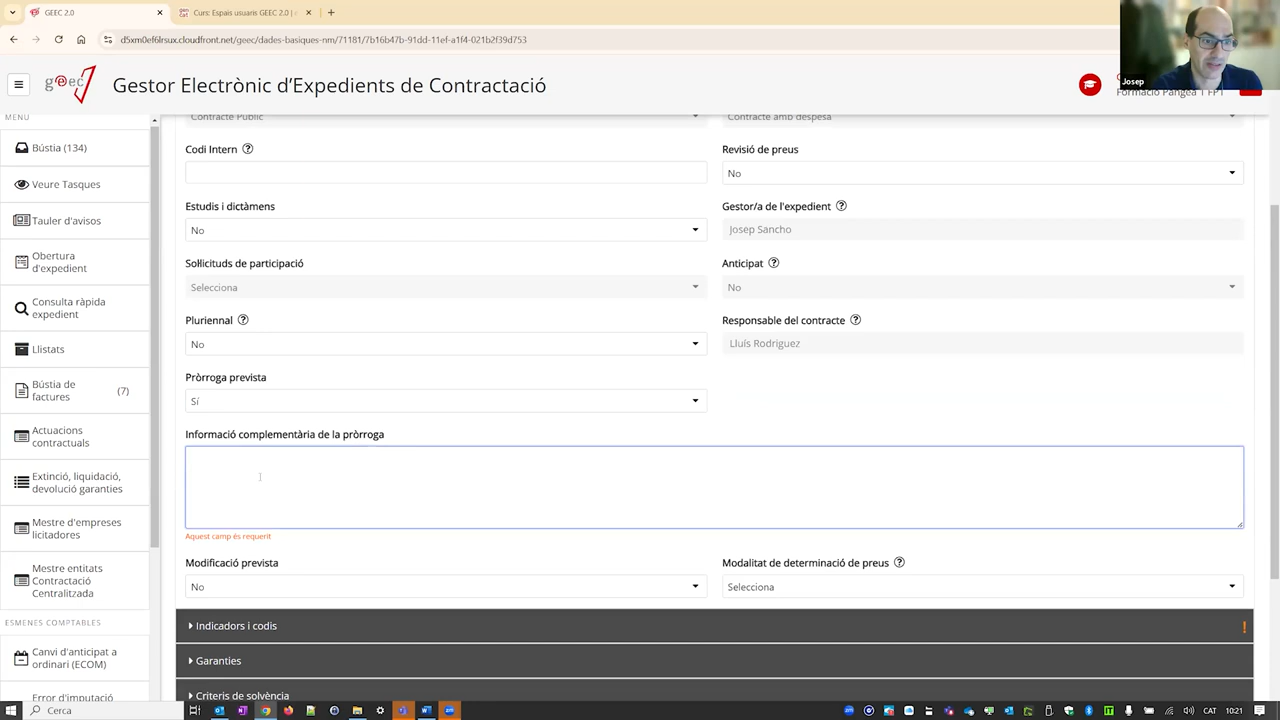 GEEC 2.0
Curs: Espais usuaris GEEC 2.0 |
d5xm0ef6lrsux.cloudfront.net/geec/dades-basiques-nm/71181/7b16b47b-91dd-11ef-a1f4-021b2f39d753
Josep
geec
Gestor Electrònic d'Expedients de Contractació
Formació Pangea 1 FP1
MENÚ
Bústia (134)
Veure Tasques
Tauler d'avisos
Obertura
d'expedient
Consulta ràpida
expedient
Llistats
Bústia de
factures
(7)
Actuacions
contractuals
Extinció, liquidació,
devolució garanties
Mestre d'empreses
licitadores
Mestre entitats
Contractació
Centralitzada
ESMENES COMPTABLES
Canvi d'anticipat a
ordinari (ECOM)
Error d'imputació
Contracte Públic
Contracte amb despesa
Codi Intern
Revisió de preus
No
Estudis i dictàmens
No
Gestor/a de l'expedient
Josep Sancho
Sol·licituds de participació
Selecciona
Anticipat
No
Pluriennal
No
Responsable del contracte
Lluís Rodriguez
Pròrroga prevista
Sí
Informació complementària de la pròrroga
Aquest camp és requerit
Modificació prevista
No
Modalitat de determinació de preus
Selecciona
Indicadors i codis
!
Garanties
Criteris de solvència
Cerca
CAT
10:21